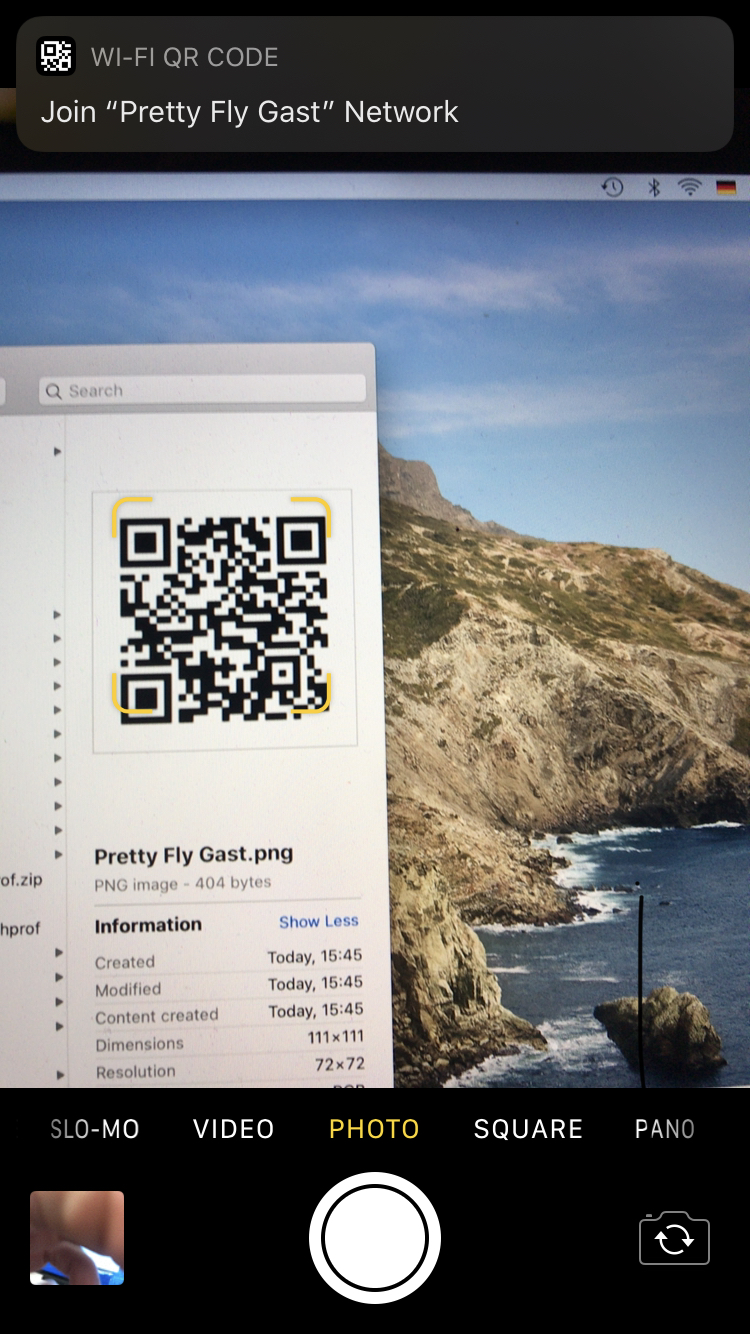 WI-FI QR CODE
Join “Pretty Fly Gast” Network
Search
of.zip
hprof
Pretty Fly Gast.png
PNG image - 404 bytes
Information Show Less
Created Today, 15:45
Modified Today, 15:45
Content created Today, 15:45
Dimensions 111×111
Resolution 72×72
SLO-MO VIDEO PHOTO SQUARE PANO